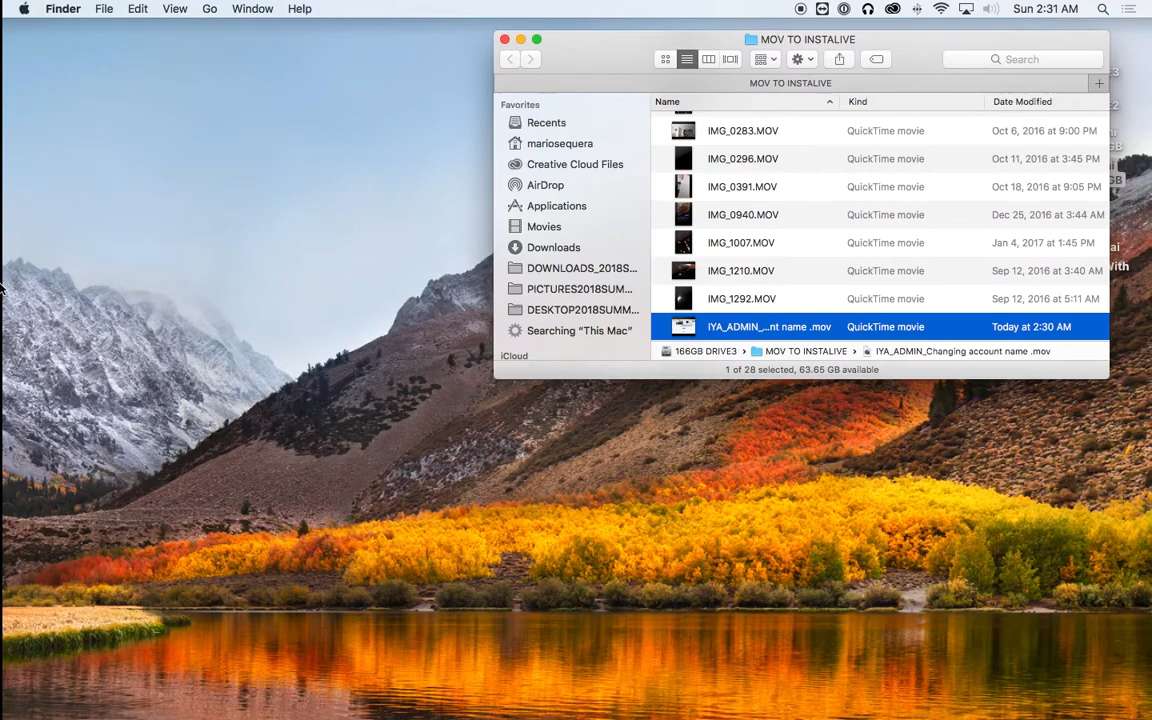 Finder File Edit View Go Window Help Sun 2:31 AM
MOV TO INSTALIVE
Search
MOV TO INSTALIVE
Favorites
Recents
mariosequera
Creative Cloud Files
AirDrop
Applications
Movies
Downloads
DOWNLOADS_2018S...
PICTURES2018SUM...
DESKTOP2018SUMM...
Searching “This Mac”
iCloud
Name Kind Date Modified
IMG_0283.MOV QuickTime movie Oct 6, 2016 at 9:00 PM
IMG_0296.MOV QuickTime movie Oct 11, 2016 at 3:45 PM
IMG_0391.MOV QuickTime movie Oct 18, 2016 at 9:05 PM
IMG_0940.MOV QuickTime movie Dec 25, 2016 at 3:44 AM
IMG_1007.MOV QuickTime movie Jan 4, 2017 at 1:45 PM
IMG_1210.MOV QuickTime movie Sep 12, 2016 at 3:40 AM
IMG_1292.MOV QuickTime movie Sep 12, 2016 at 5:11 AM
IYA_ADMIN_...nt name .mov QuickTime movie Today at 2:30 AM
166GB DRIVE3 › MOV TO INSTALIVE › IYA_ADMIN_Changing account name .mov
1 of 28 selected, 63.65 GB available